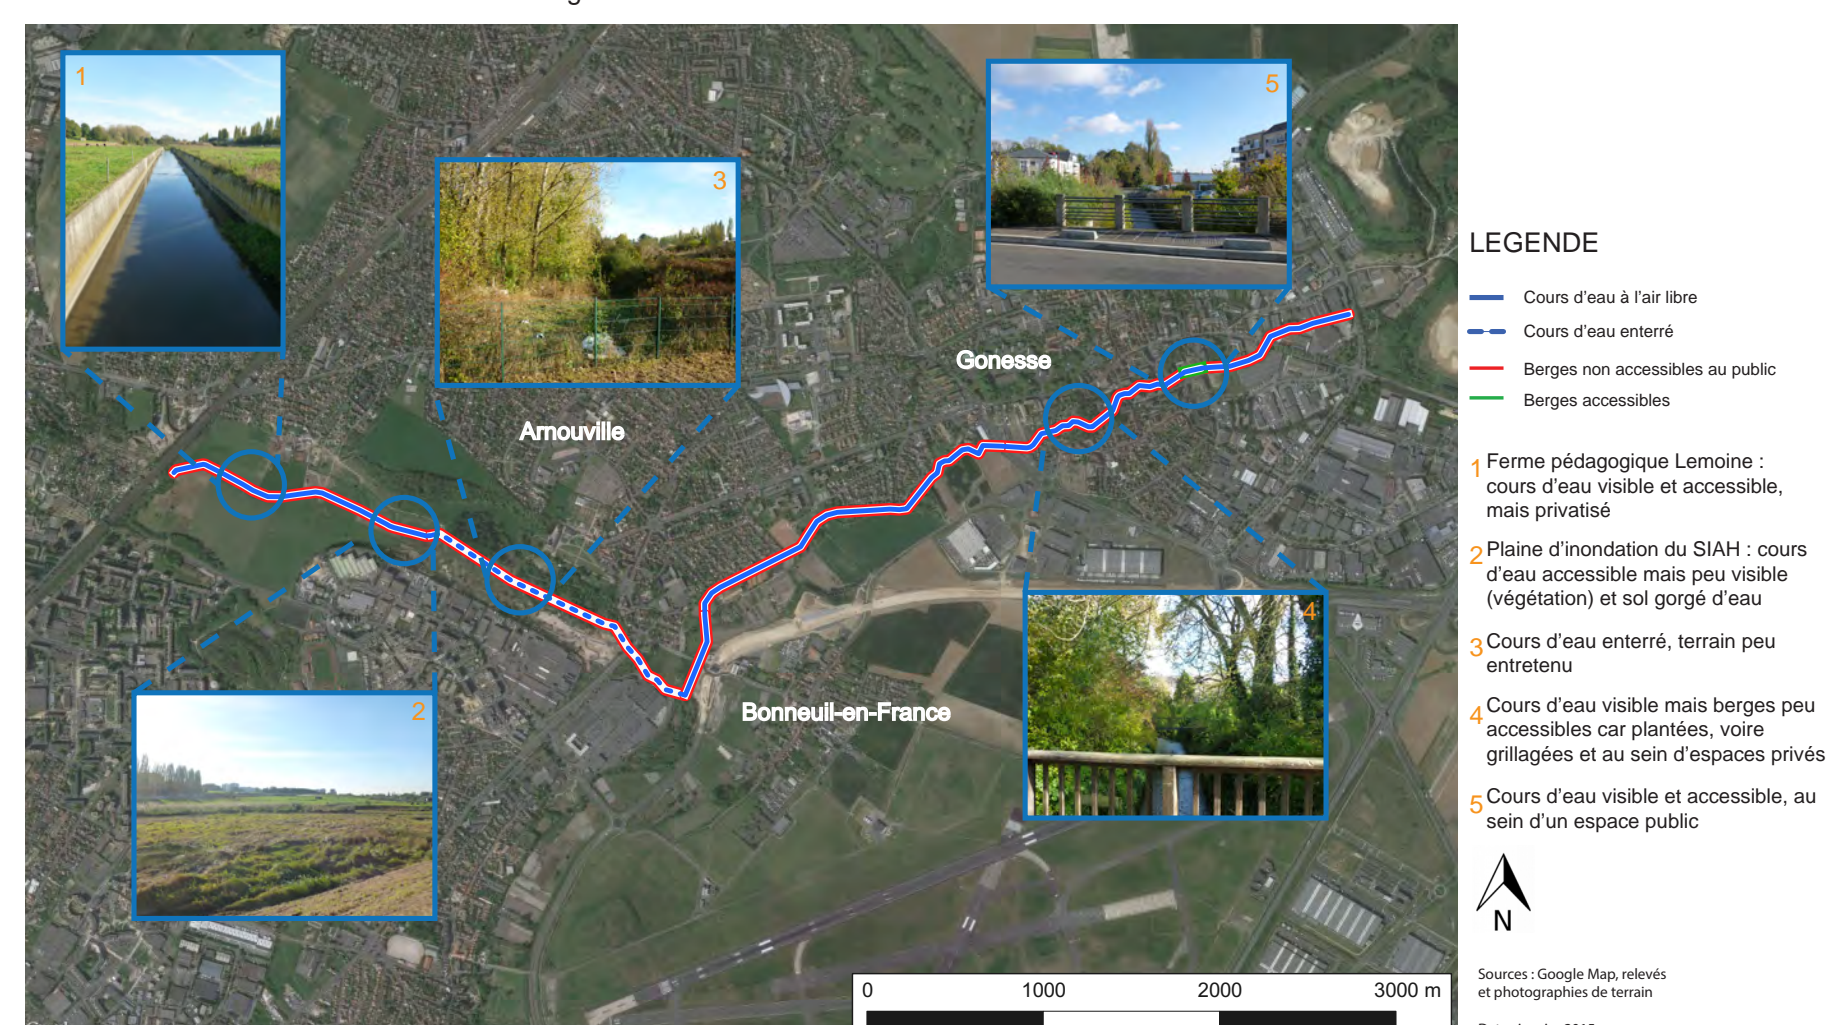 1
5
3
Gonesse
Arnouville
4
Bonneuil-en-France
2
0 1000 2000 3000 m
LEGENDE
Cours d'eau à l'air libre
Cours d'eau enterré
Berges non accessibles au public
Berges accessibles
1 Ferme pédagogique Lemoine :
cours d'eau visible et accessible,
mais privatisé
2 Plaine d'inondation du SIAH : cours
d'eau accessible mais peu visible
(végétation) et sol gorgé d'eau
3 Cours d'eau enterré, terrain peu
entretenu
4 Cours d'eau visible mais berges peu
accessibles car plantées, voire
grillagées et au sein d'espaces privés
5 Cours d'eau visible et accessible, au
sein d'un espace public
N
Sources : Google Map, relevés
et photographies de terrain